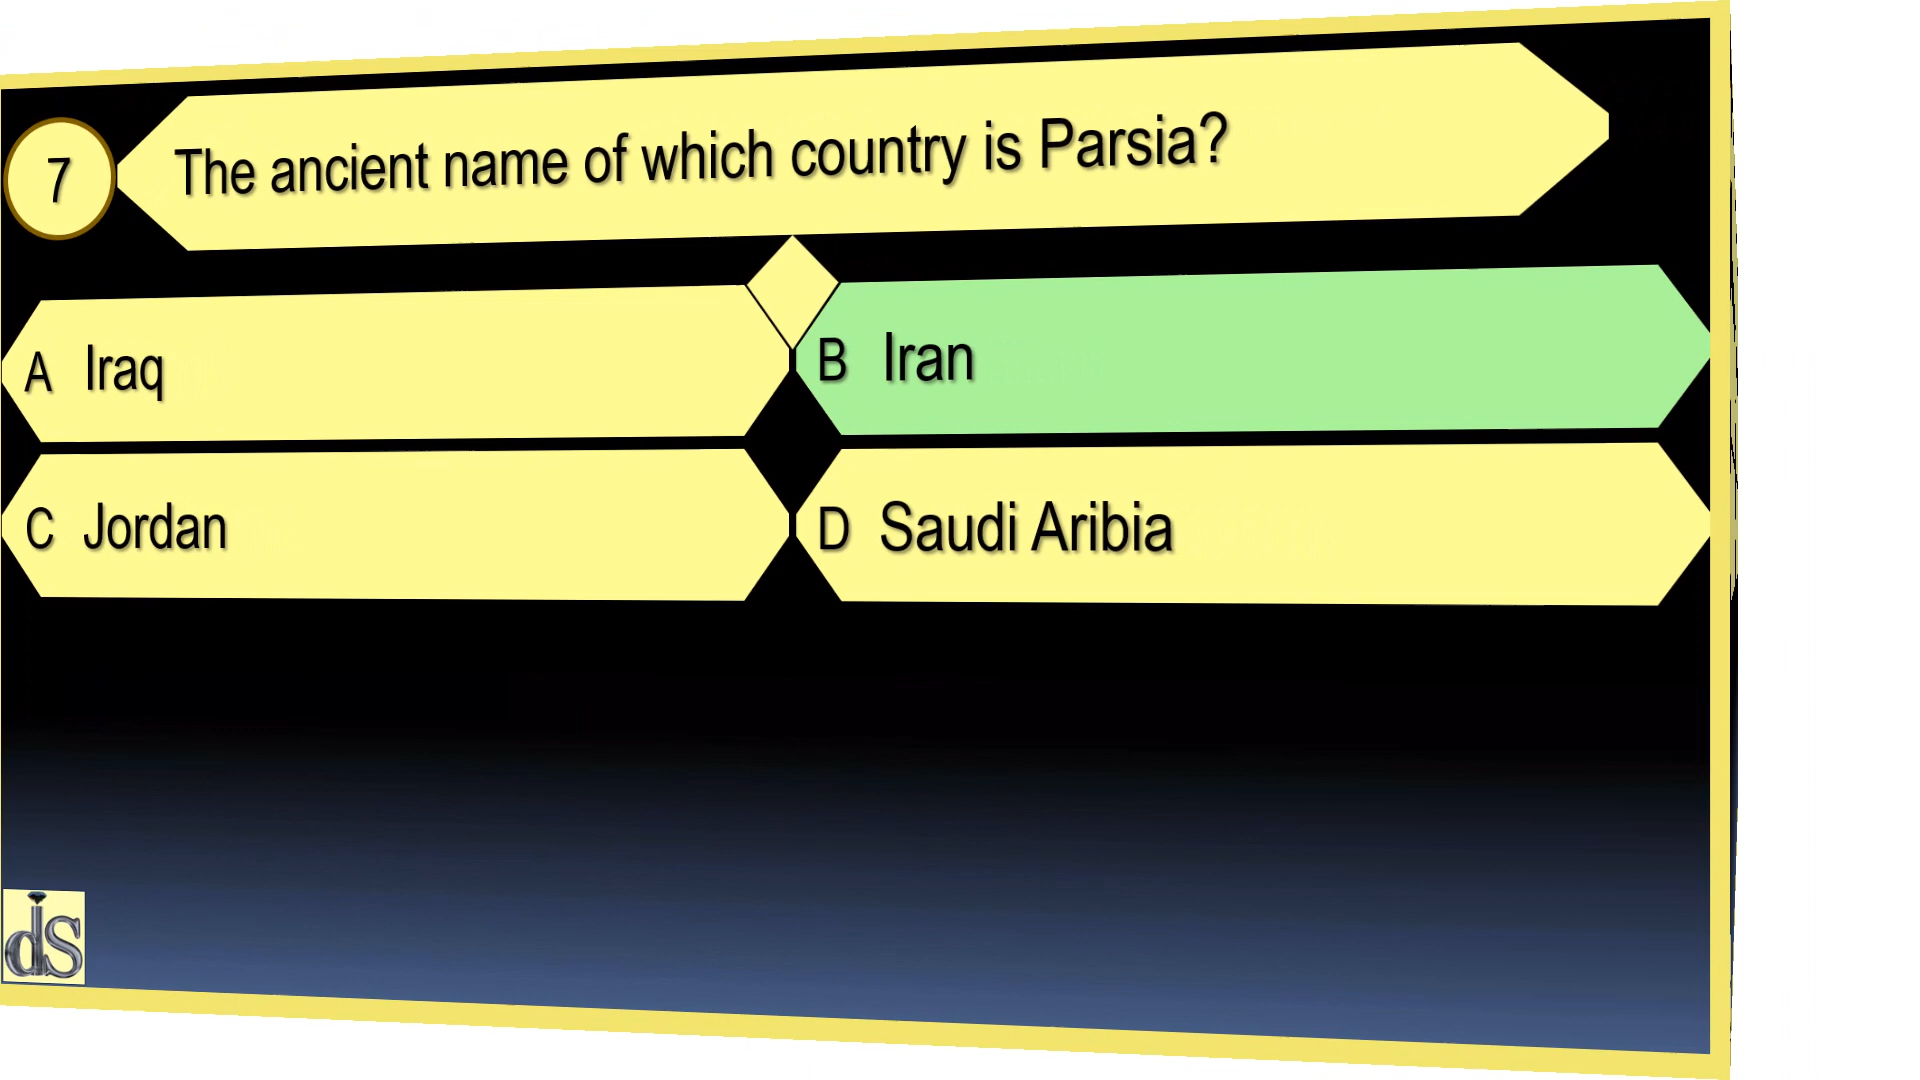 7
The ancient name of which country is Parsia?
A Iraq
B Iran
C Jordan
D Saudi Aribia
ds